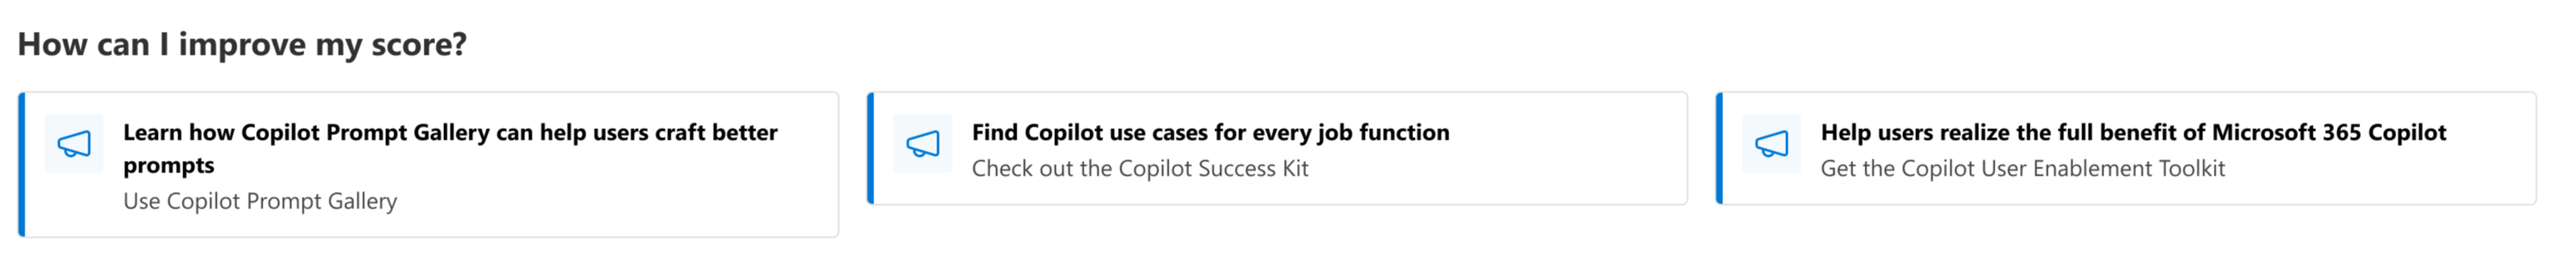 How can I improve my score?
Learn how Copilot Prompt Gallery can help users craft better
prompts
Use Copilot Prompt Gallery
Find Copilot use cases for every job function
Check out the Copilot Success Kit
Help users realize the full benefit of Microsoft 365 Copilot
Get the Copilot User Enablement Toolkit